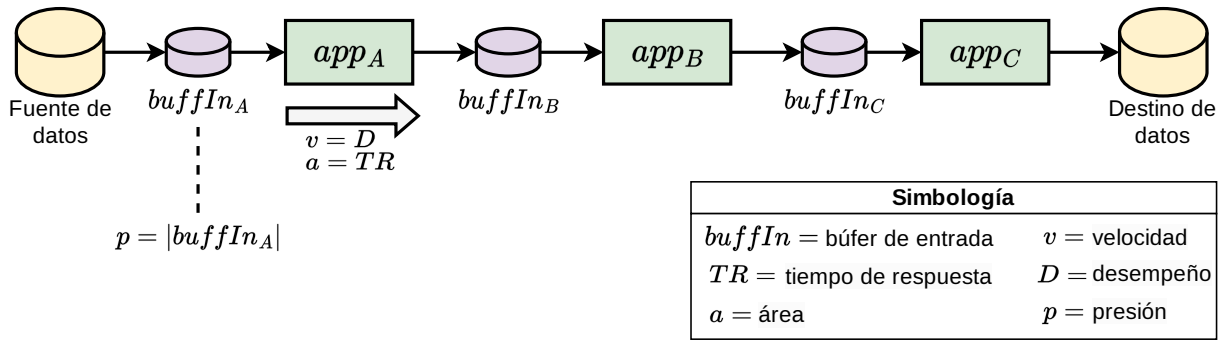 app_A
app_B
app_C
Fuente de
datos
buffIn_A
buffIn_B
buffIn_C
Destino de
datos
v = D
a = TR
p = |buffIn_A|
Simbología
buffIn = búfer de entrada
v = velocidad
TR = tiempo de respuesta
D = desempeño
a = área
p = presión